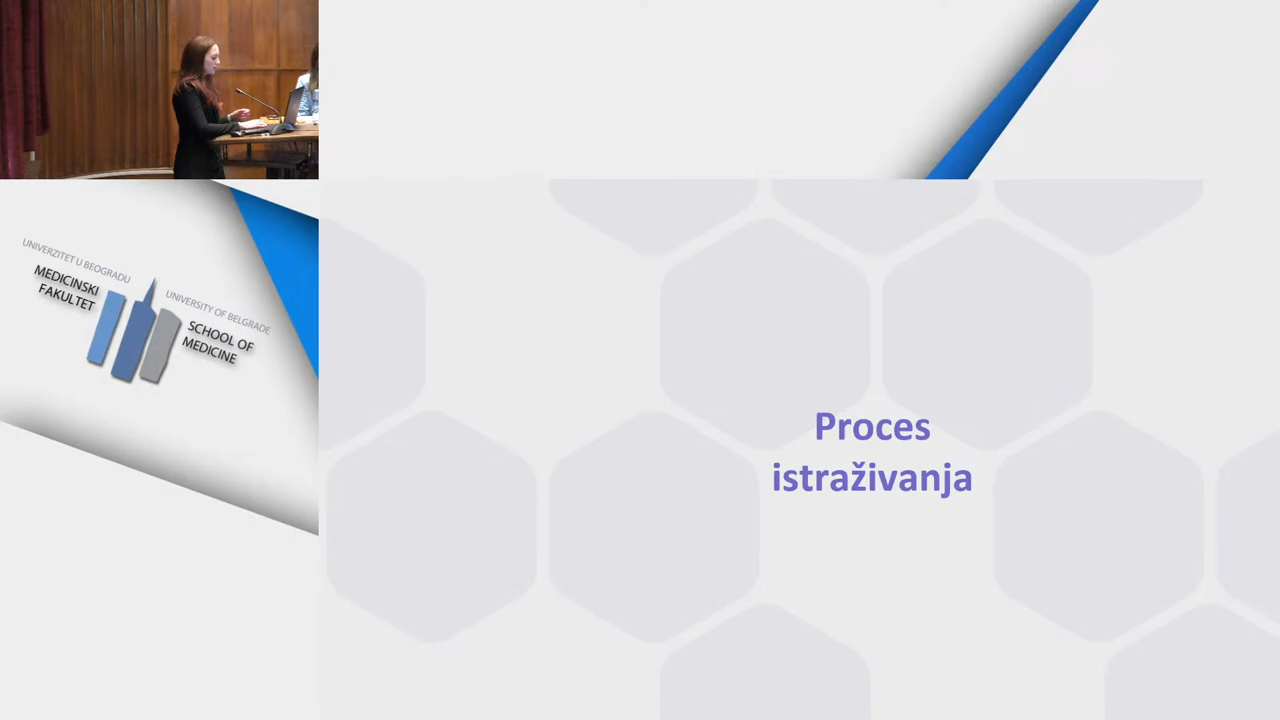 UNIVERZITET U BEOGRADU
MEDICINSKI
FAKULTET
UNIVERSITY OF BELGRADE
SCHOOL OF
MEDICINE
Proces
istraživanja